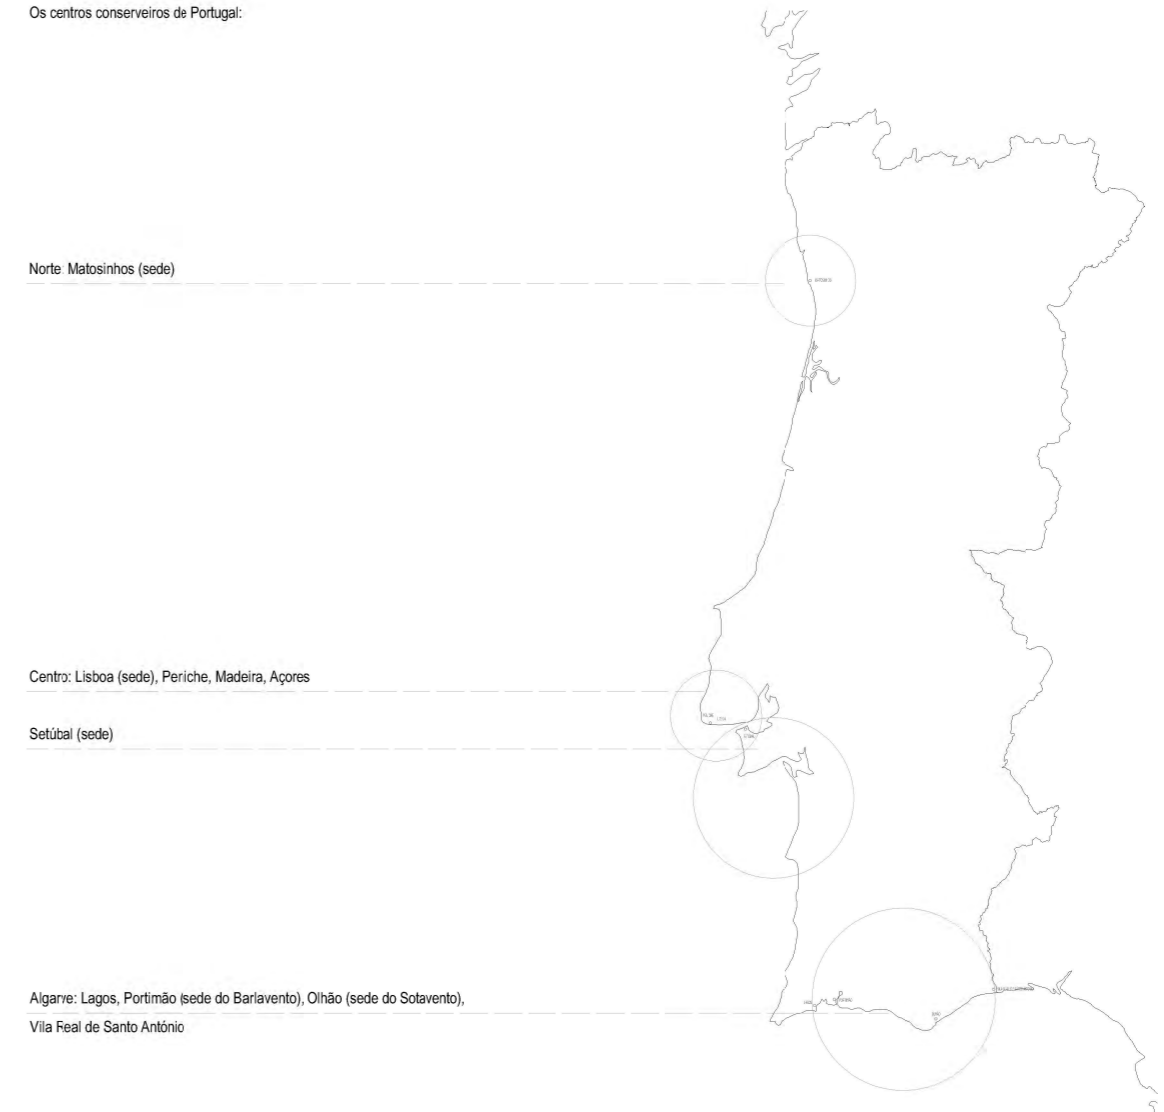 Os centros conserveiros de Portugal:
Norte: Matosinhos (sede)
Centro: Lisboa (sede), Periche, Madeira, Açores
Setúbal (sede)
Algarve: Lagos, Portimão (sede do Barlavento), Olhão (sede do Sotavento),
Vila Real de Santo António